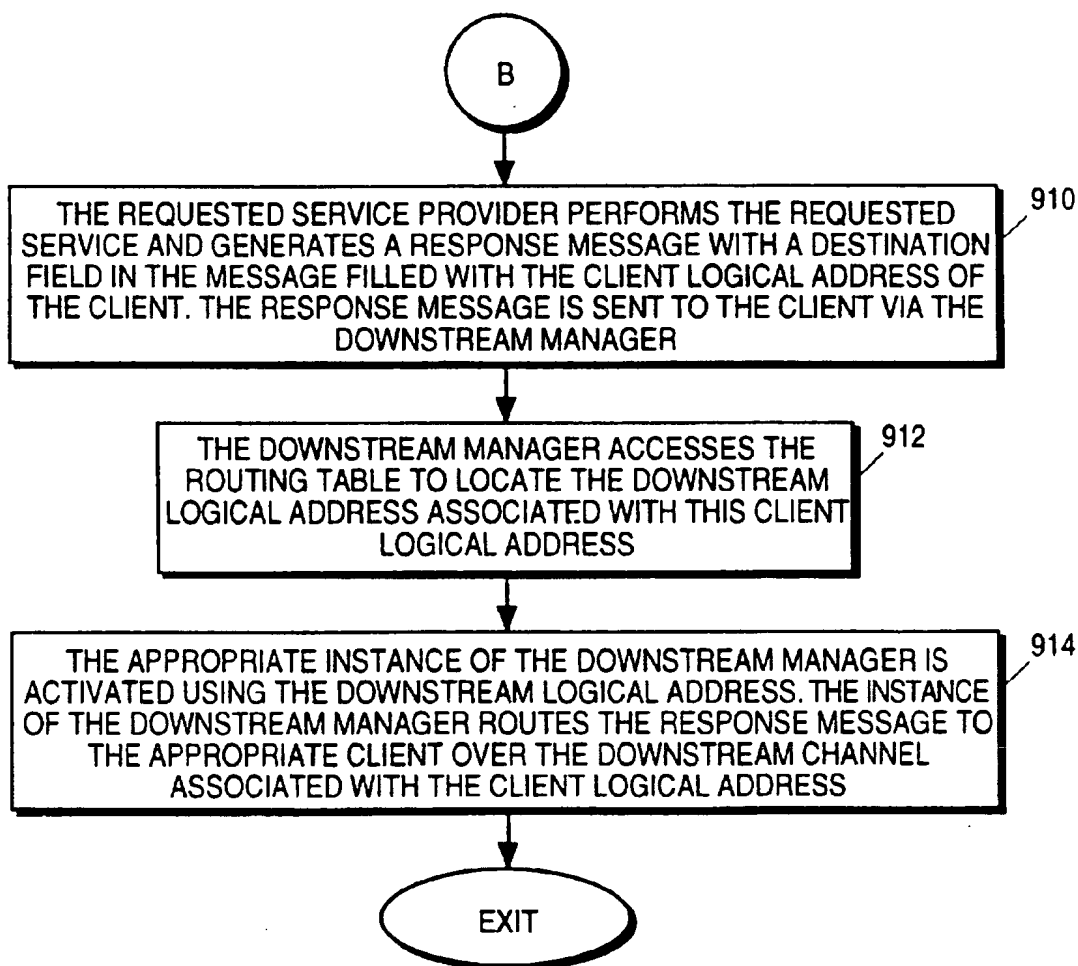 B
910
THE REQUESTED SERVICE PROVIDER PERFORMS THE REQUESTED
SERVICE AND GENERATES A RESPONSE MESSAGE WITH A DESTINATION
FIELD IN THE MESSAGE FILLED WITH THE CLIENT LOGICAL ADDRESS OF
THE CLIENT. THE RESPONSE MESSAGE IS SENT TO THE CLIENT VIA THE
DOWNSTREAM MANAGER
912
THE DOWNSTREAM MANAGER ACCESSES THE
ROUTING TABLE TO LOCATE THE DOWNSTREAM
LOGICAL ADDRESS ASSOCIATED WITH THIS CLIENT
LOGICAL ADDRESS
914
THE APPROPRIATE INSTANCE OF THE DOWNSTREAM MANAGER IS
ACTIVATED USING THE DOWNSTREAM LOGICAL ADDRESS. THE INSTANCE
OF THE DOWNSTREAM MANAGER ROUTES THE RESPONSE MESSAGE TO
THE APPROPRIATE CLIENT OVER THE DOWNSTREAM CHANNEL
ASSOCIATED WITH THE CLIENT LOGICAL ADDRESS
EXIT